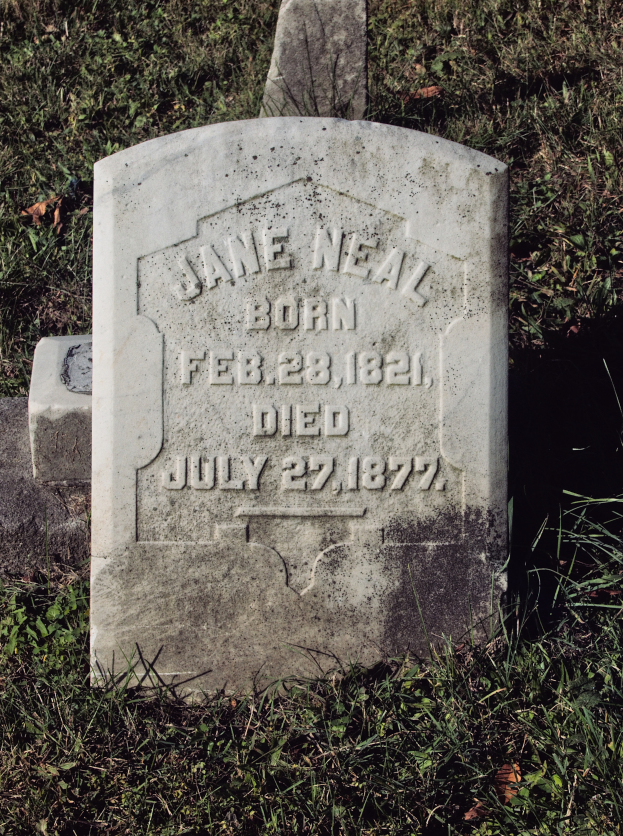 JANE NEAL
BORN
FEB. 28, 1821,
DIED
JULY 27, 1877.